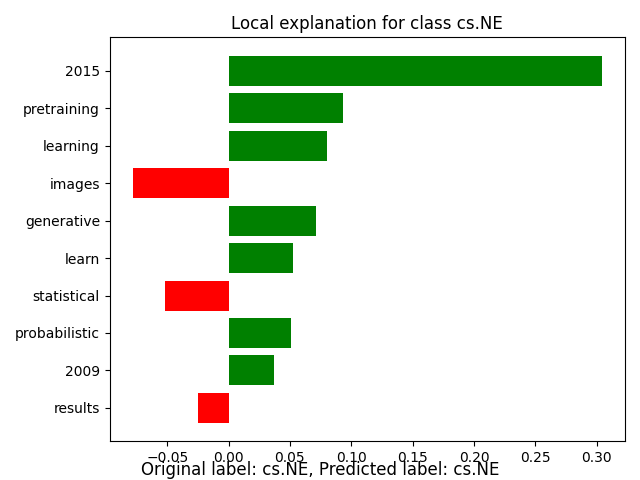 Local explanation for class cs.NE
2015
pretraining
learning
images
generative
learn
statistical
probabilistic
2009
results
−0.05 0.00 0.05 0.10 0.15 0.20 0.25 0.30
Original label: cs.NE, Predicted label: cs.NE